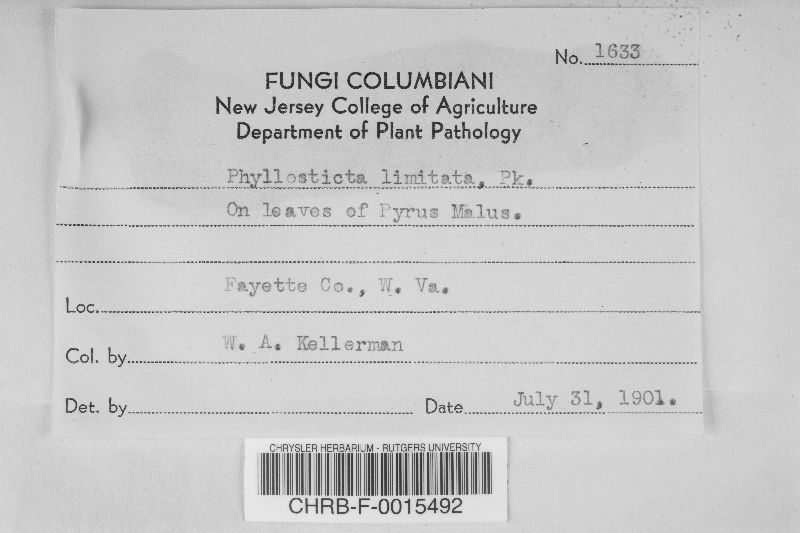 No. 1633
FUNGI COLUMBIANI
New Jersey College of Agriculture
Department of Plant Pathology
Phyllosticta limitata, Pk.
On leaves of Pyrus Malus.
Loc. Fayette Co., W. Va.
Col. by W. A. Kellerman
Det. by Date July 31, 1901.
CHRYSLER HERBARIUM - RUTGERS UNIVERSITY
CHRB-F-0015492